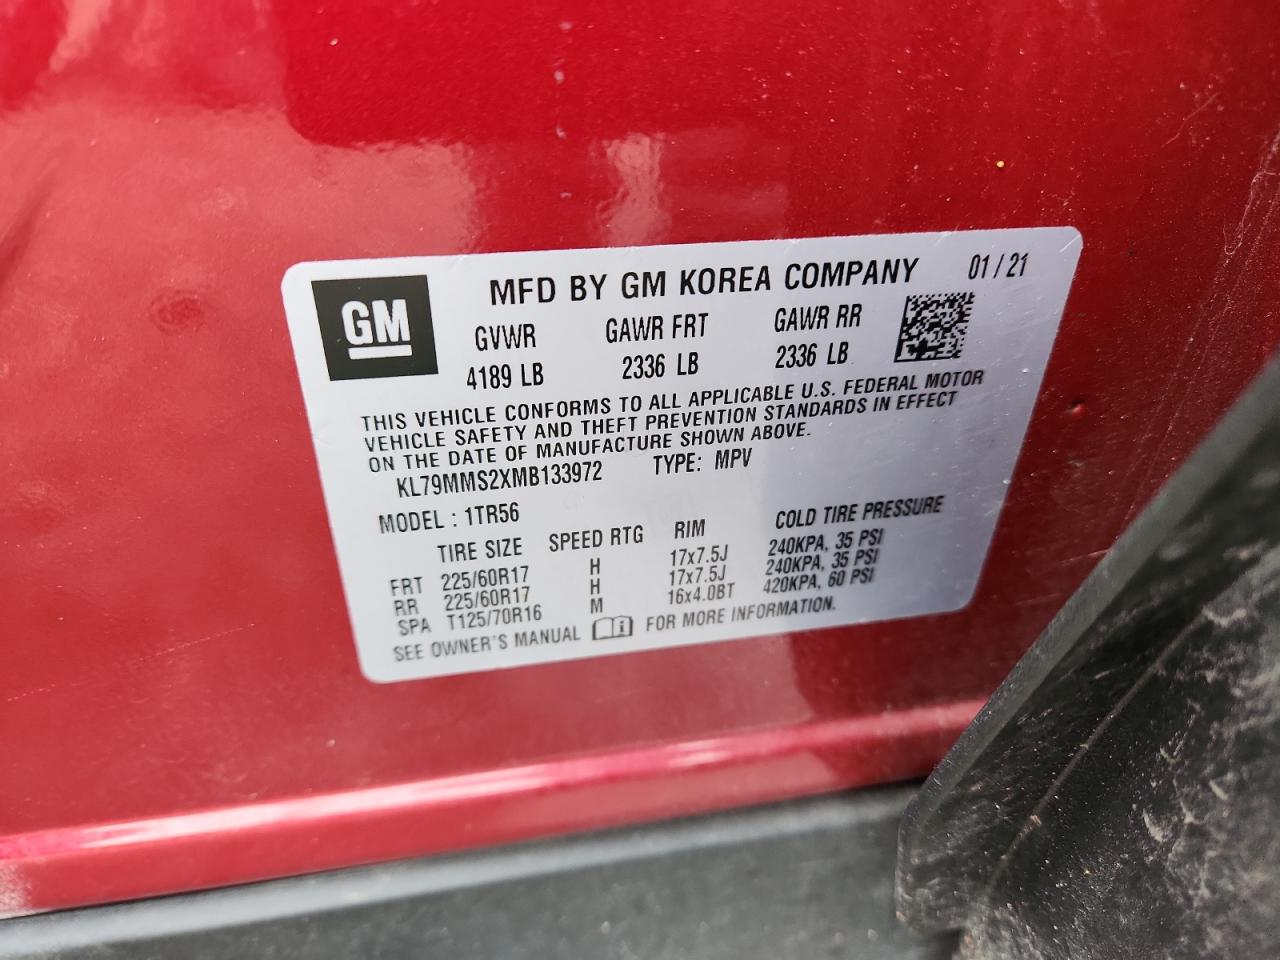 GM
MFD BY GM KOREA COMPANY 01/21
GVWR GAWR FRT GAWR RR
4189 LB 2336 LB 2336 LB
THIS VEHICLE CONFORMS TO ALL APPLICABLE U.S. FEDERAL MOTOR
VEHICLE SAFETY AND THEFT PREVENTION STANDARDS IN EFFECT
ON THE DATE OF MANUFACTURE SHOWN ABOVE.
KL79MMS2XMB133972 TYPE: MPV
MODEL : 1TR56
TIRE SIZE SPEED RTG RIM COLD TIRE PRESSURE
FRT 225/60R17 H 17x7.5J 240KPA, 35 PSI
RR 225/60R17 H 17x7.5J 240KPA, 35 PSI
SPA T125/70R16 M 16x4.0BT 420KPA, 60 PSI
SEE OWNER'S MANUAL i FOR MORE INFORMATION.